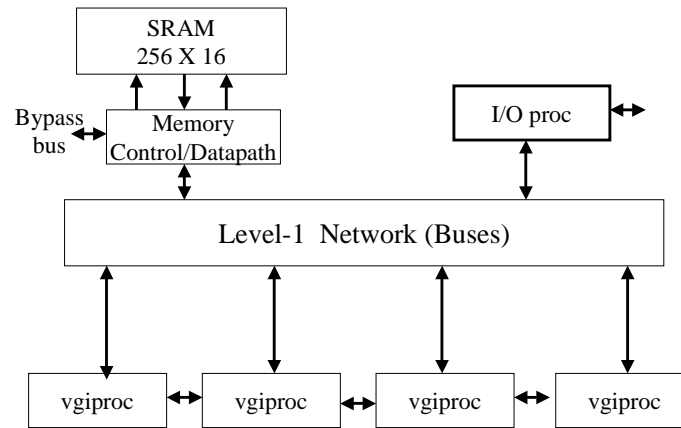 SRAM
256 X 16
I/O proc
Bypass
bus
Memory
Control/Datapath
Level-1 Network (Buses)
vgiproc
vgiproc
vgiproc
vgiproc